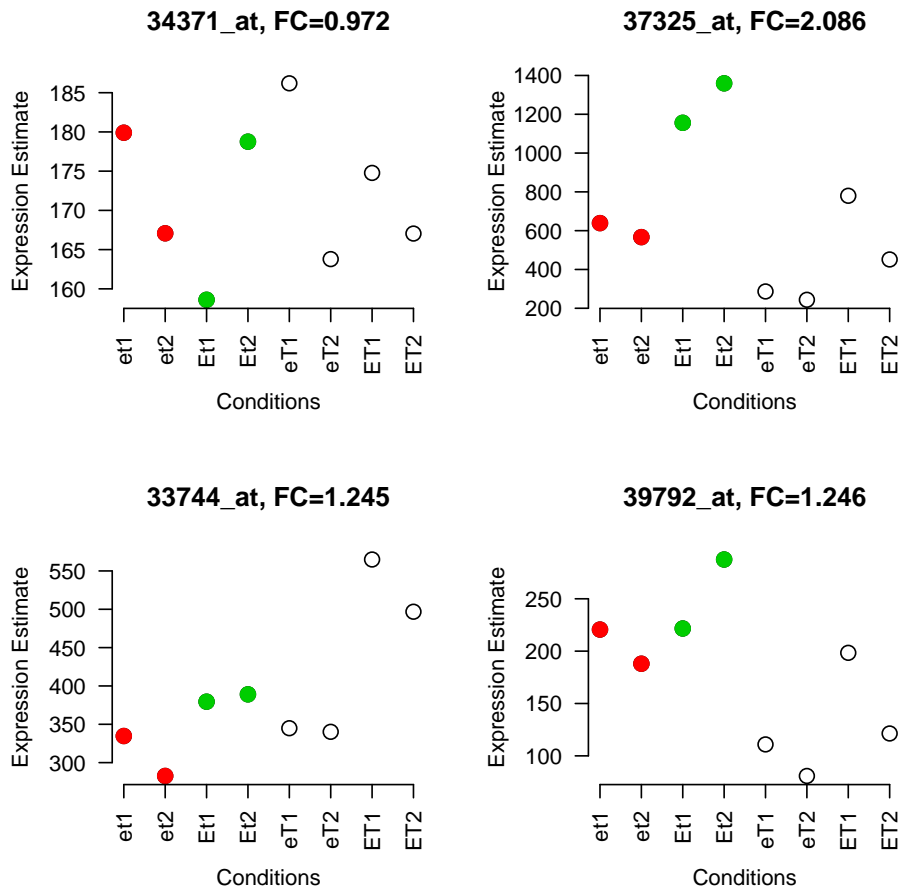 34371_at, FC=0.972
Expression Estimate
185
180
175
170
165
160
et1 et2 Et1 Et2 eT1 eT2 ET1 ET2
Conditions
37325_at, FC=2.086
Expression Estimate
1400
1200
1000
800
600
400
200
et1 et2 Et1 Et2 eT1 eT2 ET1 ET2
Conditions
33744_at, FC=1.245
Expression Estimate
550
500
450
400
350
300
et1 et2 Et1 Et2 eT1 eT2 ET1 ET2
Conditions
39792_at, FC=1.246
Expression Estimate
250
200
150
100
et1 et2 Et1 Et2 eT1 eT2 ET1 ET2
Conditions